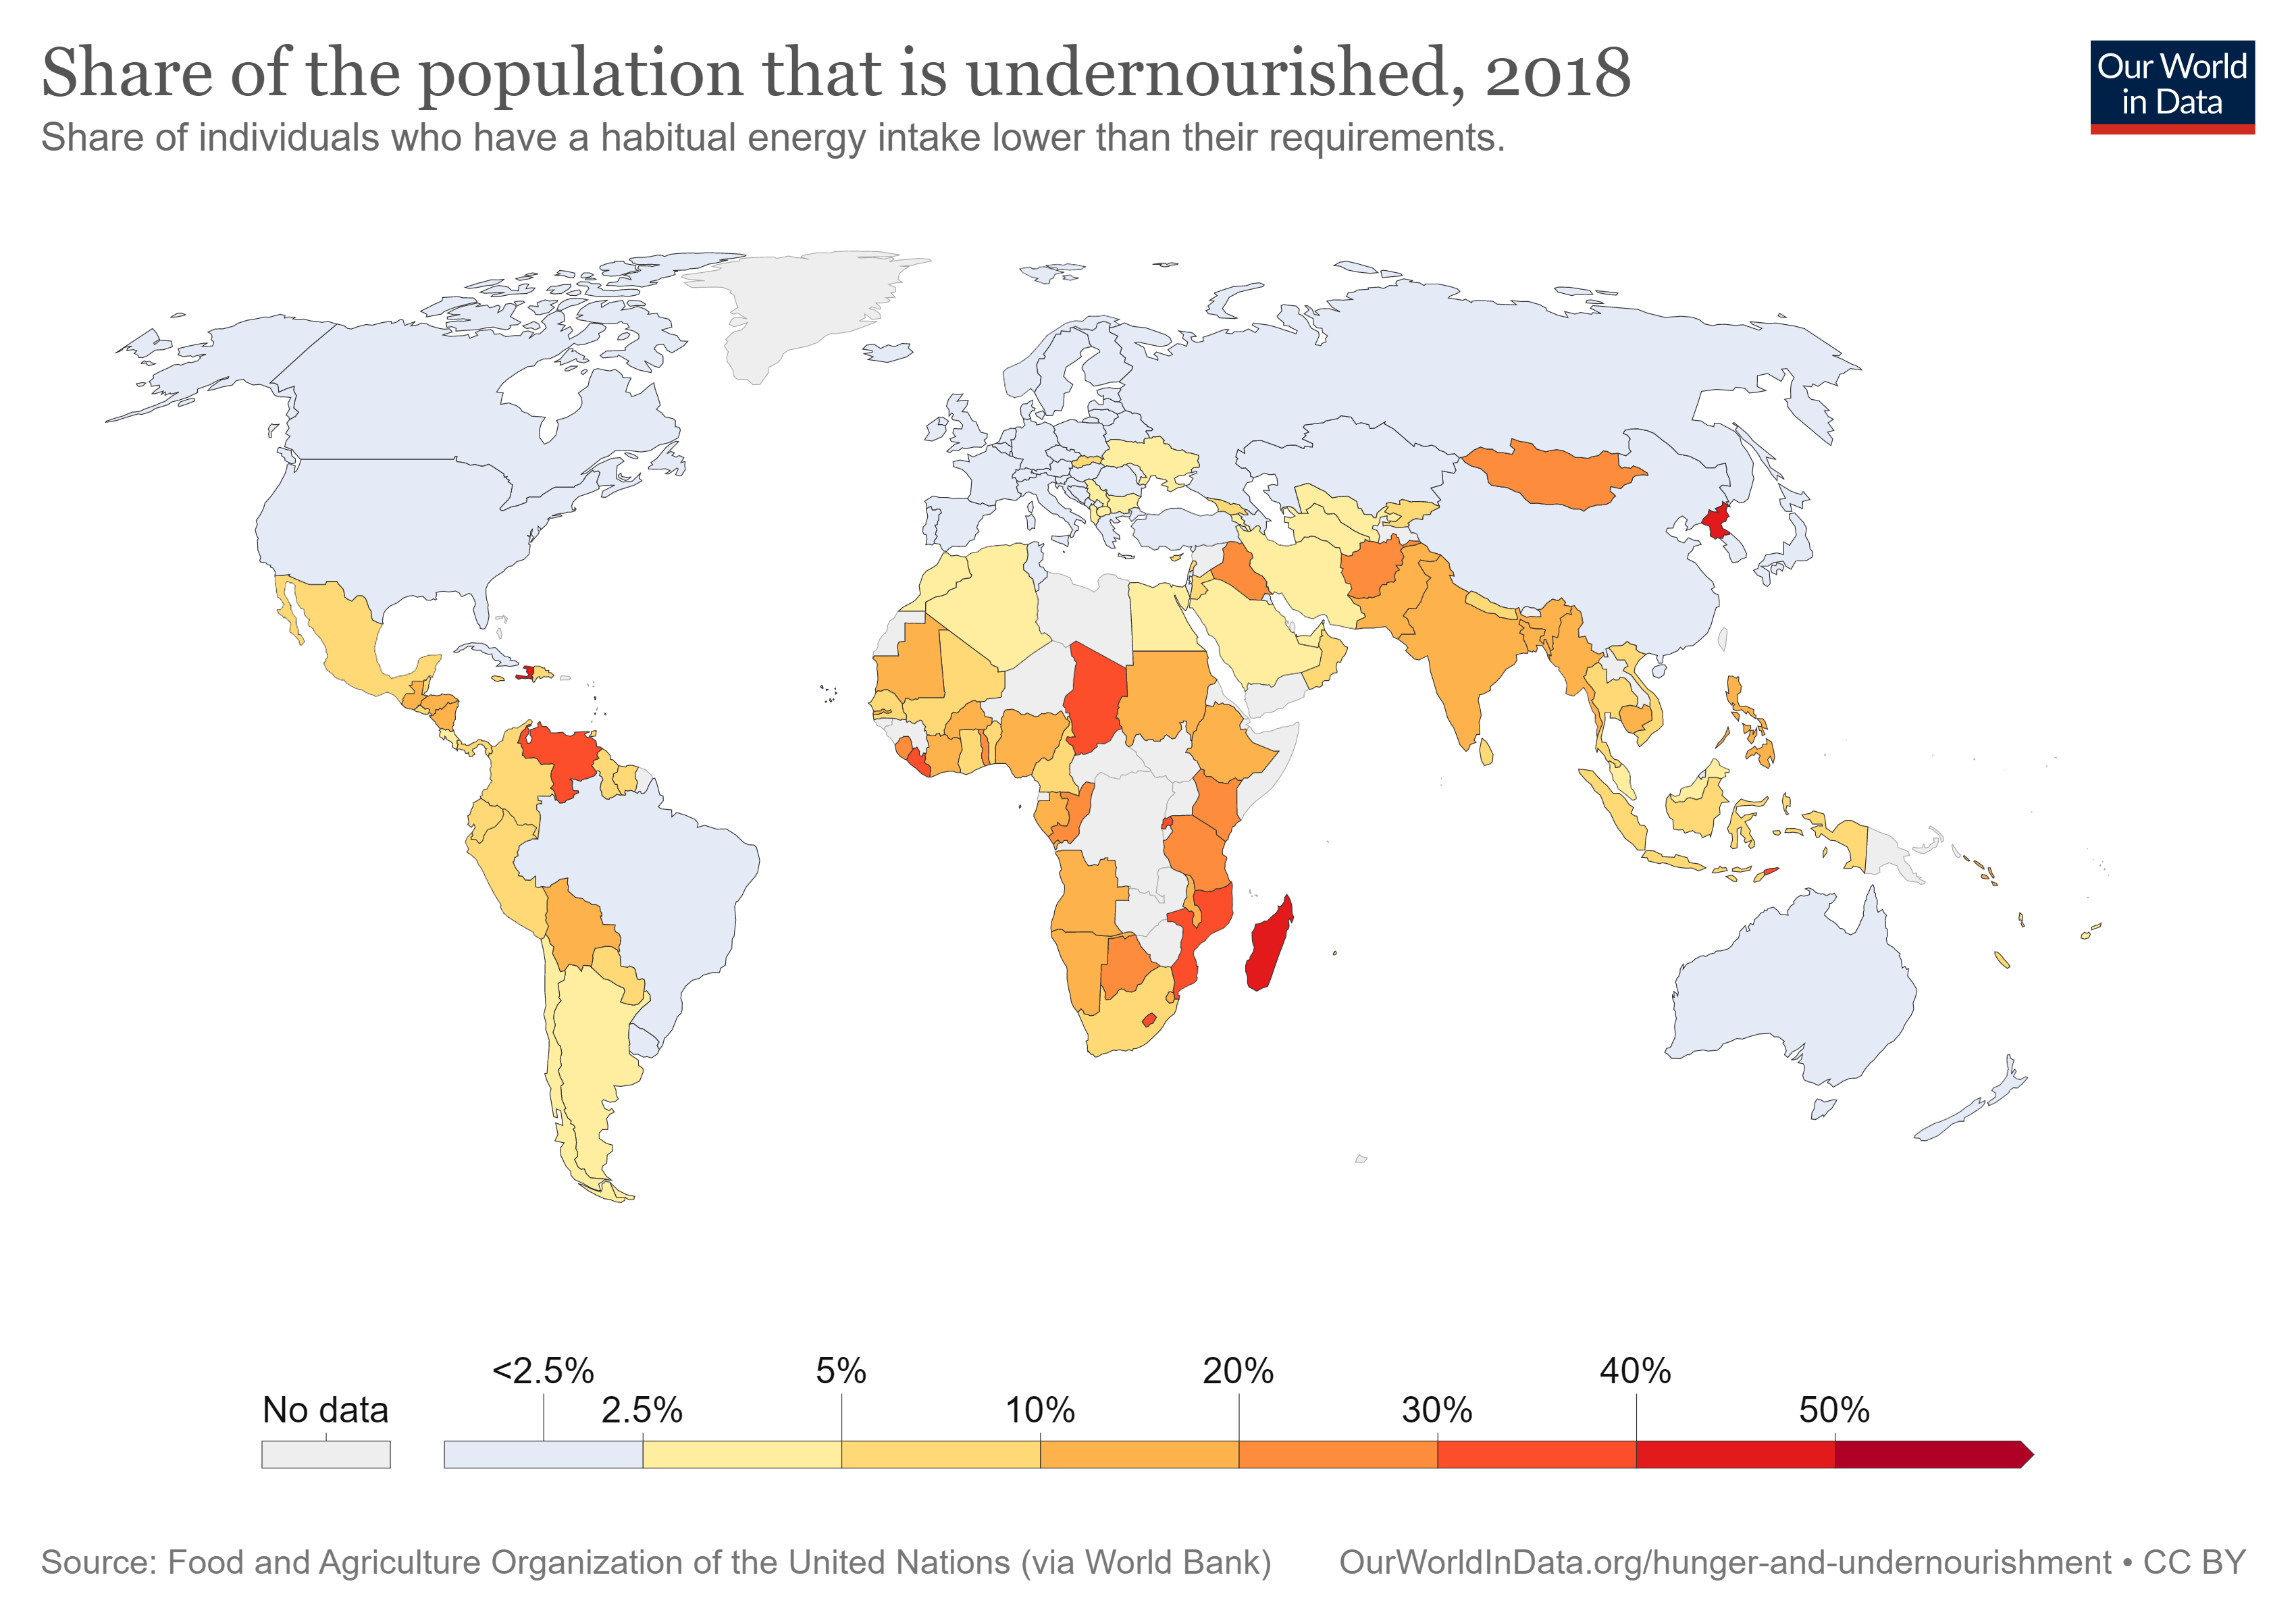 Share of the population that is undernourished, 2018
Share of individuals who have a habitual energy intake lower than their requirements.
Our World
in Data
<2.5%
5%
20%
40%
No data
2.5%
10%
30%
50%
Source: Food and Agriculture Organization of the United Nations (via World Bank)
OurWorldInData.org/hunger-and-undernourishment • CC BY